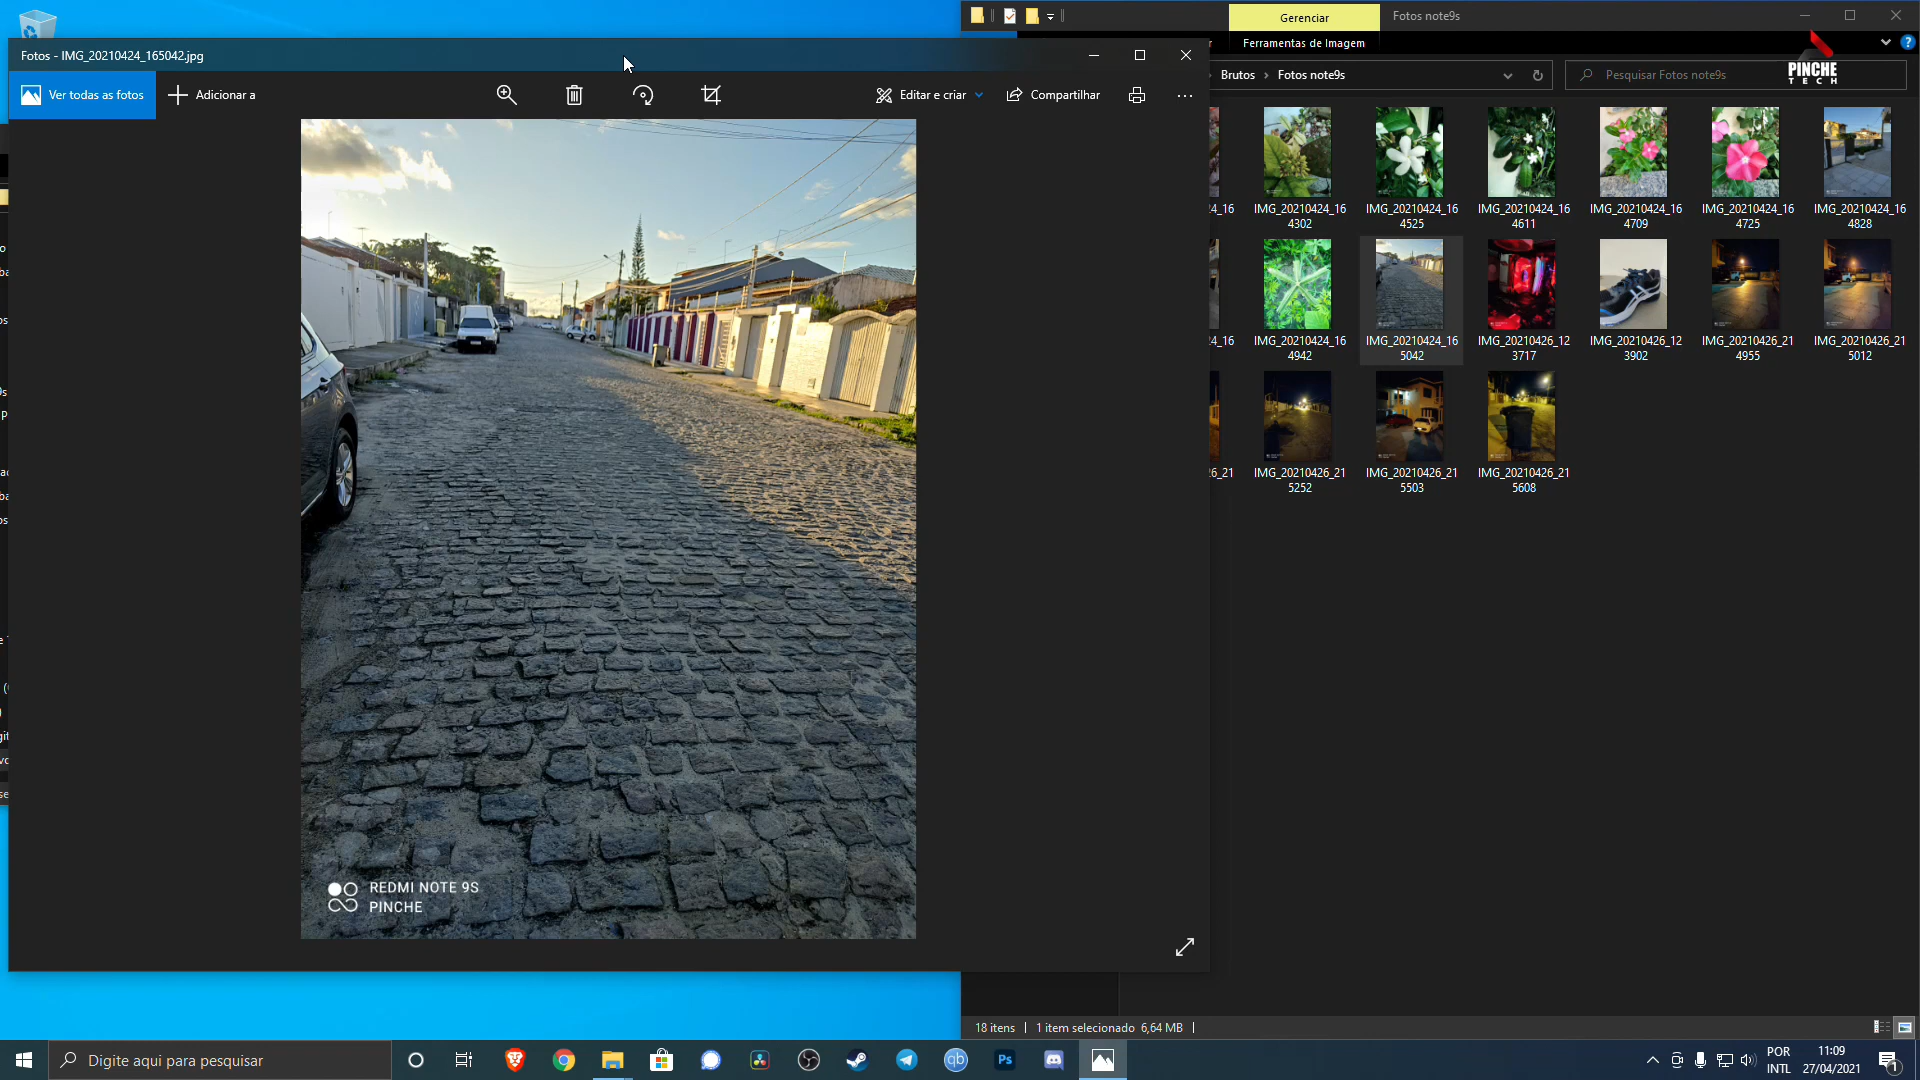 Gerenciar
Fotos note9s
Ferramentas de Imagem
Fotos - IMG_20210424_165042.jpg
Ver todas as fotos
Adicionar a
Editar e criar
Compartilhar
Brutos > Fotos note9s
Pesquisar Fotos note9s
PINCHE
TECH
IMG_20210424_16
4302
IMG_20210424_16
4525
IMG_20210424_16
4611
IMG_20210424_16
4709
IMG_20210424_16
4725
IMG_20210424_16
4828
IMG_20210424_16
4942
IMG_20210424_16
5042
IMG_20210426_12
3717
IMG_20210426_12
3902
IMG_20210426_21
4955
IMG_20210426_21
5012
IMG_20210426_21
5252
IMG_20210426_21
5503
IMG_20210426_21
5608
REDMI NOTE 9S
PINCHE
18 itens
1 item selecionado 6,64 MB
Digite aqui para pesquisar
qb
Ps
POR
INTL
11:09
27/04/2021
1